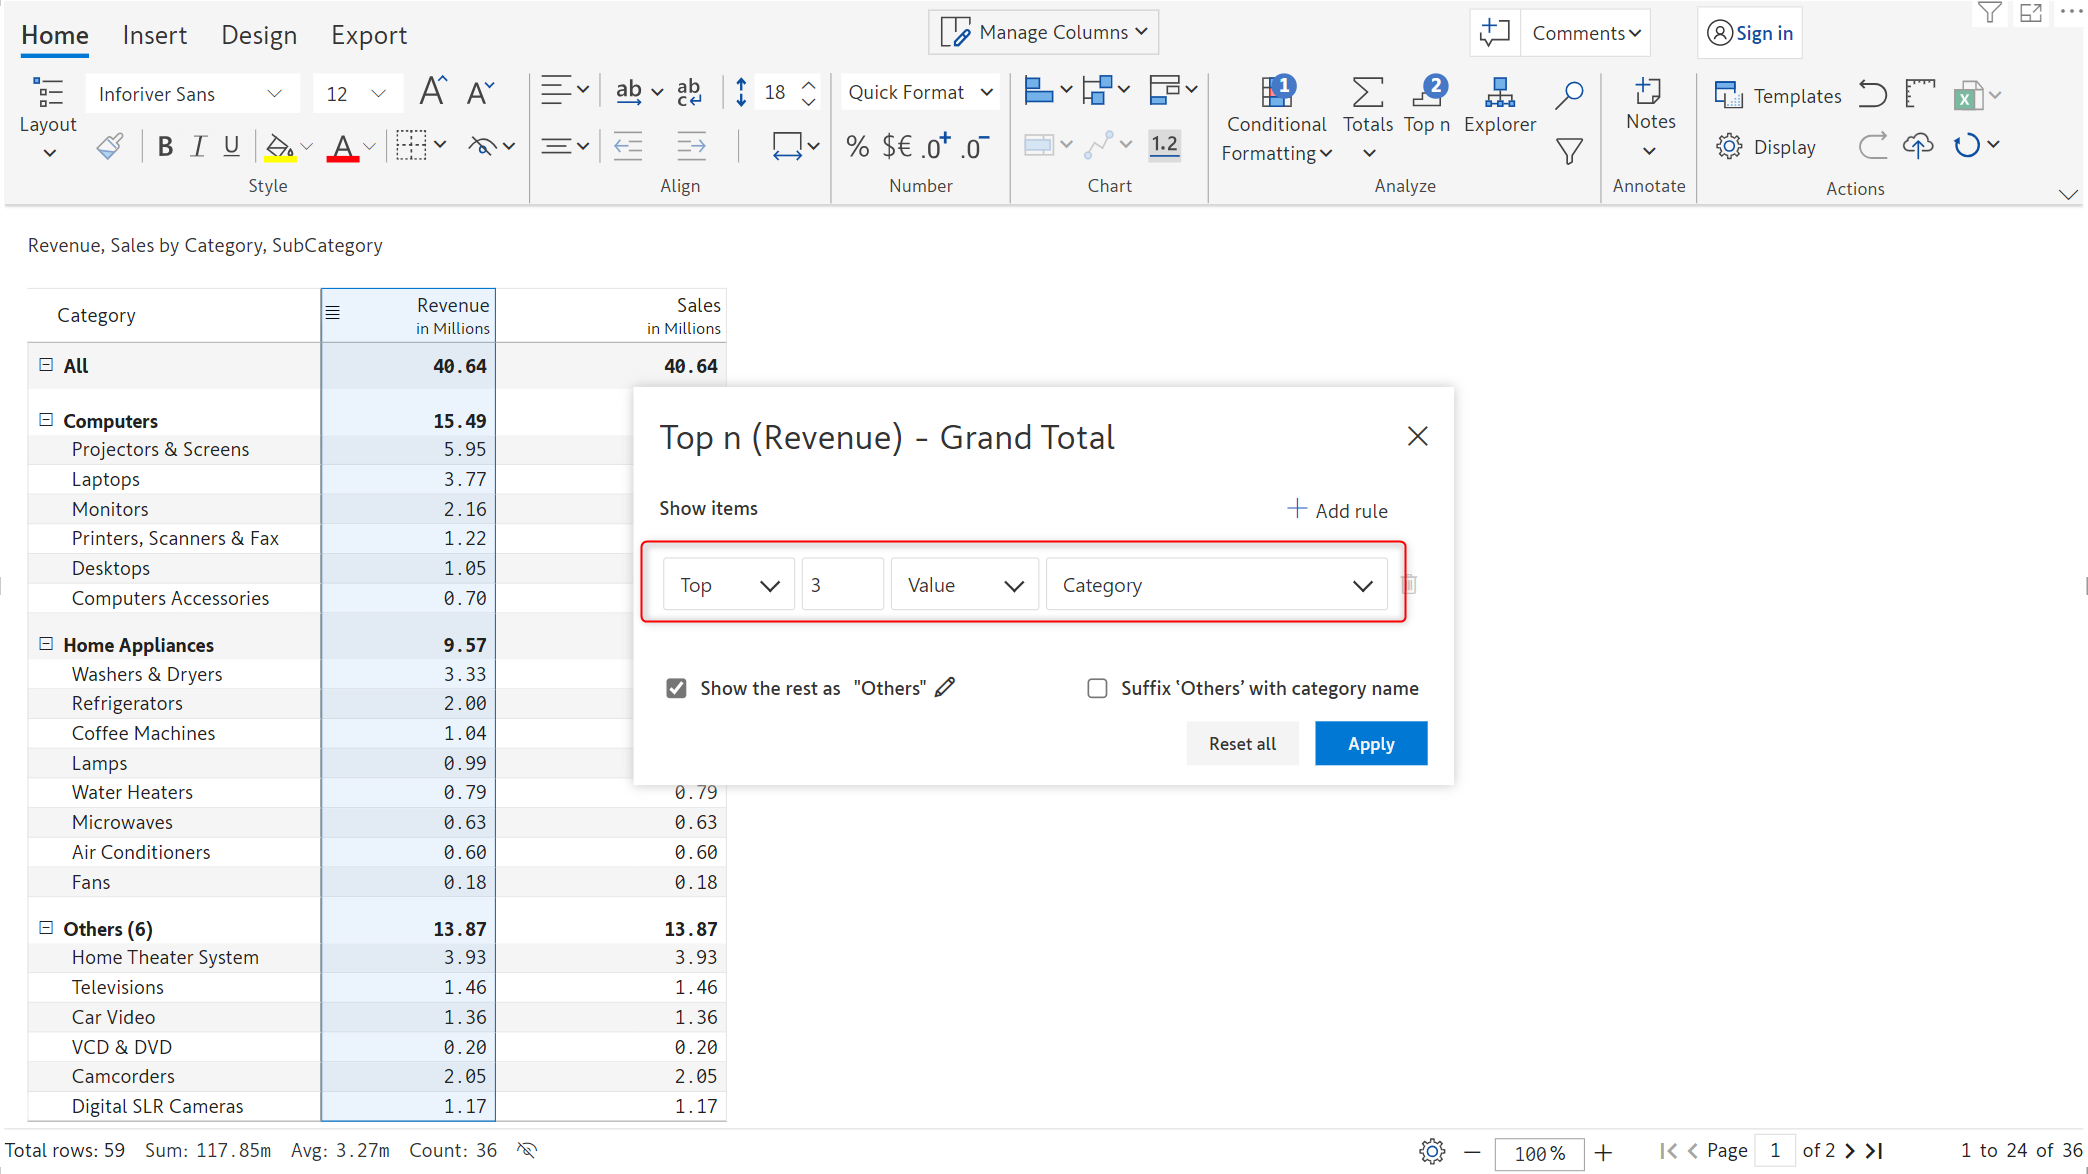 Home Insert Design Export Manage Columns Comments Sign in
Inforiver Sans 12 A A ab ab c 18 Quick Format 1 2 Templates
Layout Conditional Formatting Totals Top n Explorer Notes
B I U A % $€ .0+ .0- 1.2 Display
Style Align Number Chart Analyze Annotate Actions
Revenue, Sales by Category, SubCategory
Category Revenue in Millions Sales in Millions
All 40.64 40.64
Computers 15.49
Projectors & Screens 5.95
Laptops 3.77
Monitors 2.16
Printers, Scanners & Fax 1.22
Desktops 1.05
Computers Accessories 0.70
Home Appliances 9.57
Washers & Dryers 3.33
Refrigerators 2.00
Coffee Machines 1.04
Lamps 0.99
Water Heaters 0.79 0.79
Microwaves 0.63 0.63
Air Conditioners 0.60 0.60
Fans 0.18 0.18
Others (6) 13.87 13.87
Home Theater System 3.93 3.93
Televisions 1.46 1.46
Car Video 1.36 1.36
VCD & DVD 0.20 0.20
Camcorders 2.05 2.05
Digital SLR Cameras 1.17 1.17
Top n (Revenue) - Grand Total
Show items + Add rule
Top 3 Value Category
Show the rest as "Others" Suffix 'Others' with category name
Reset all Apply
Total rows: 59 Sum: 117.85m Avg: 3.27m Count: 36 100% Page 1 of 2 1 to 24 of 36